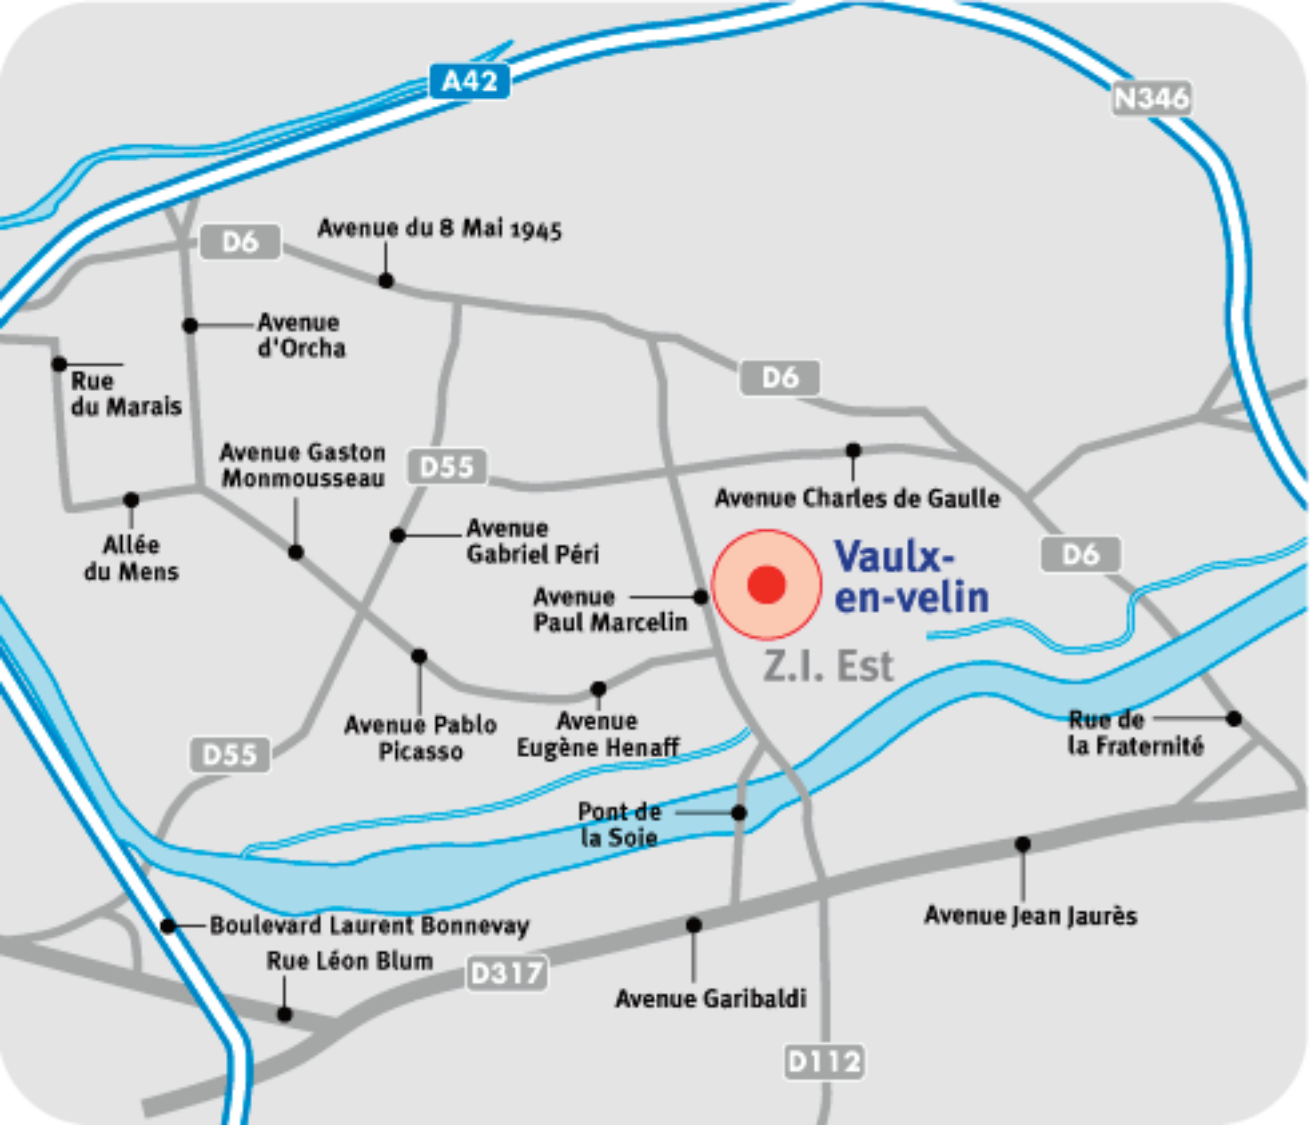 A42
N346
Avenue du 8 Mai 1945
D6
Avenue
d'Orcha
Rue
du Marais
D6
Avenue Gaston
Monmousseau
D55
Avenue Charles de Gaulle
Avenue
Gabriel Péri
Allée
du Mens
Vaulx-
en-velin
D6
Avenue
Paul Marcelin
Z.I. Est
Avenue Pablo
Picasso
Avenue
Eugène Henaff
Rue de
la Fraternité
D55
Pont de
la Soie
Boulevard Laurent Bonnevay
Avenue Jean Jaurès
Rue Léon Blum
D317
Avenue Garibaldi
D112